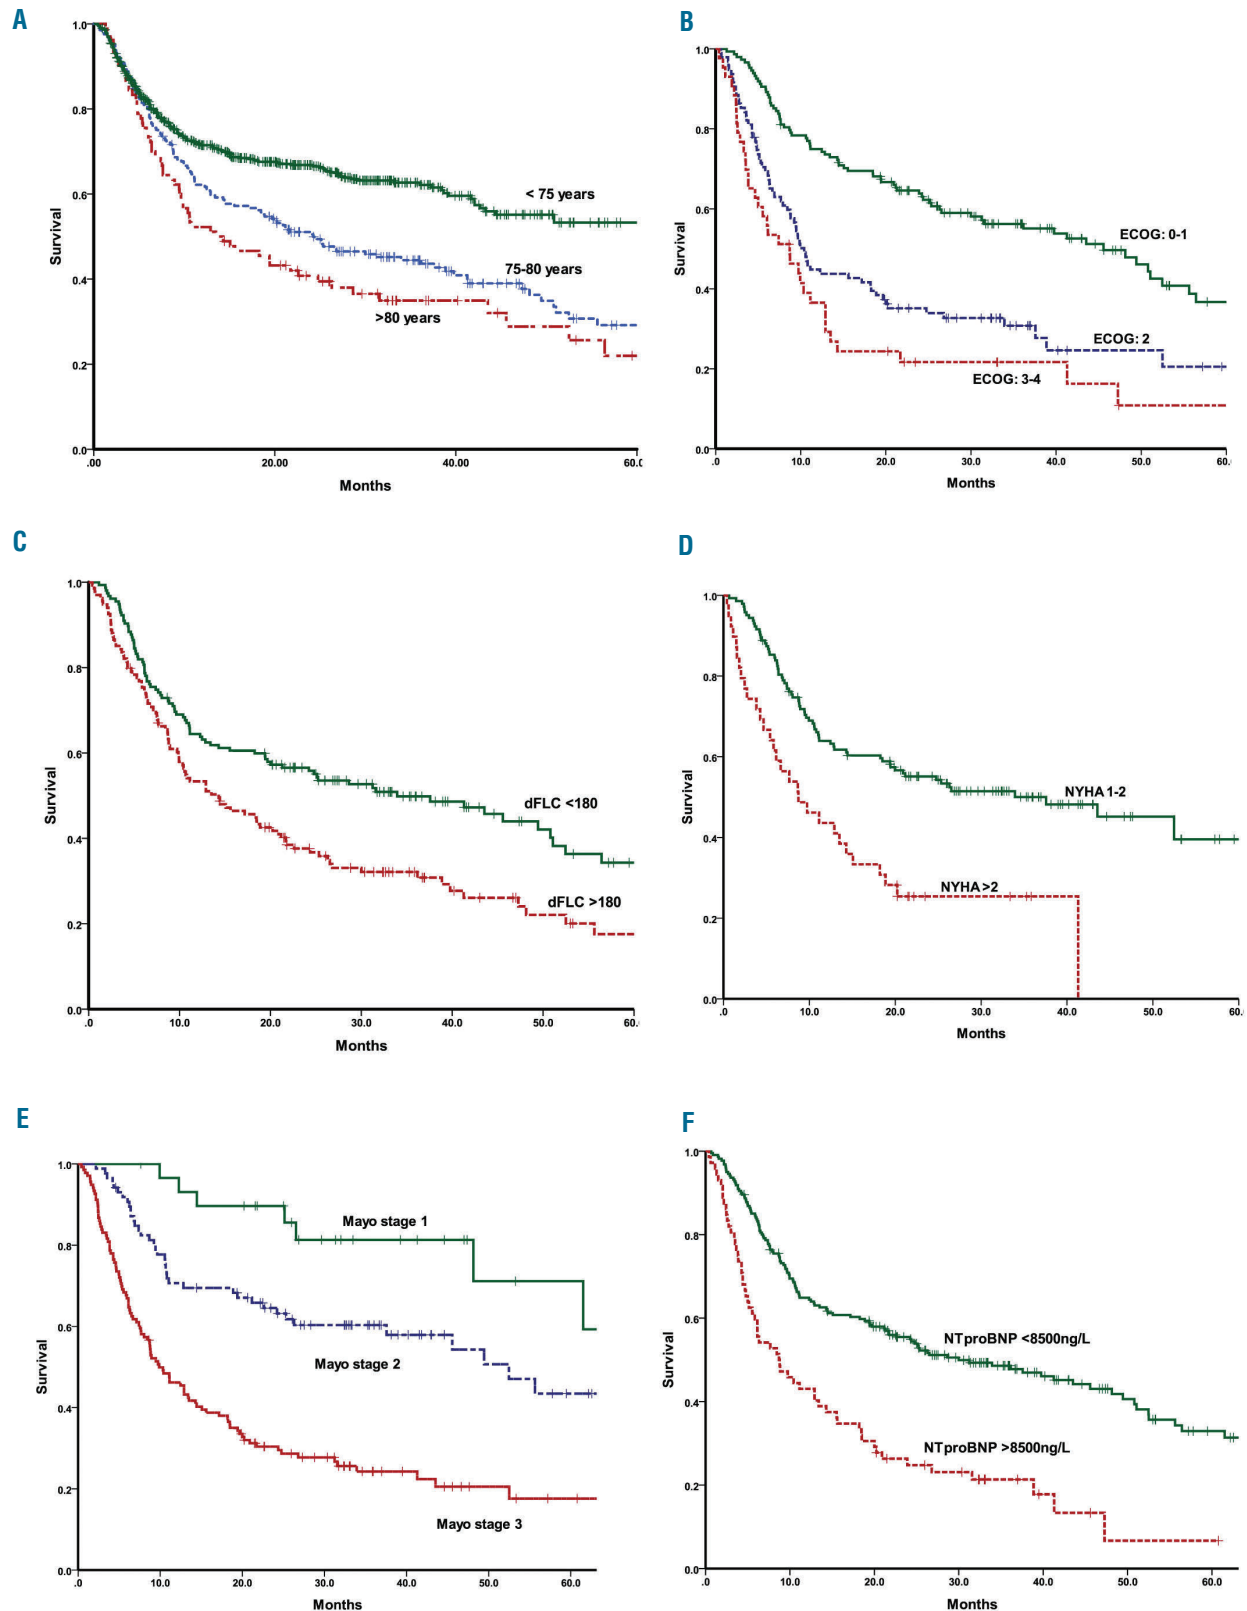 A
1.0
0.8
0.6
0.4
0.2
0.0
Survival
< 75 years
75-80 years
>80 years
.00
20.00
40.00
60.0
Months
B
1.0
0.8
0.6
0.4
0.2
0.0
Survival
ECOG: 0-1
ECOG: 2
ECOG: 3-4
.0
10.0
20.0
30.0
40.0
50.0
60.
Months
C
1.0
0.8
0.6
0.4
0.2
0.0
Survival
dFLC <180
dFLC >180
.0
10.0
20.0
30.0
40.0
50.0
60.
Months
D
1.0
0.8
0.6
0.4
0.2
0.0
Survival
NYHA 1-2
NYHA >2
.0
10.0
20.0
30.0
40.0
50.0
60.
Months
E
1.0
0.8
0.6
0.4
0.2
0.0
Survival
Mayo stage 1
Mayo stage 2
Mayo stage 3
.0
10.0
20.0
30.0
40.0
50.0
60.0
Months
F
1.0
0.8
0.6
0.4
0.2
0.0
Survival
NTproBNP <8500ng/L
NTproBNP >8500ng/L
.0
10.0
20.0
30.0
40.0
50.0
60.0
Months